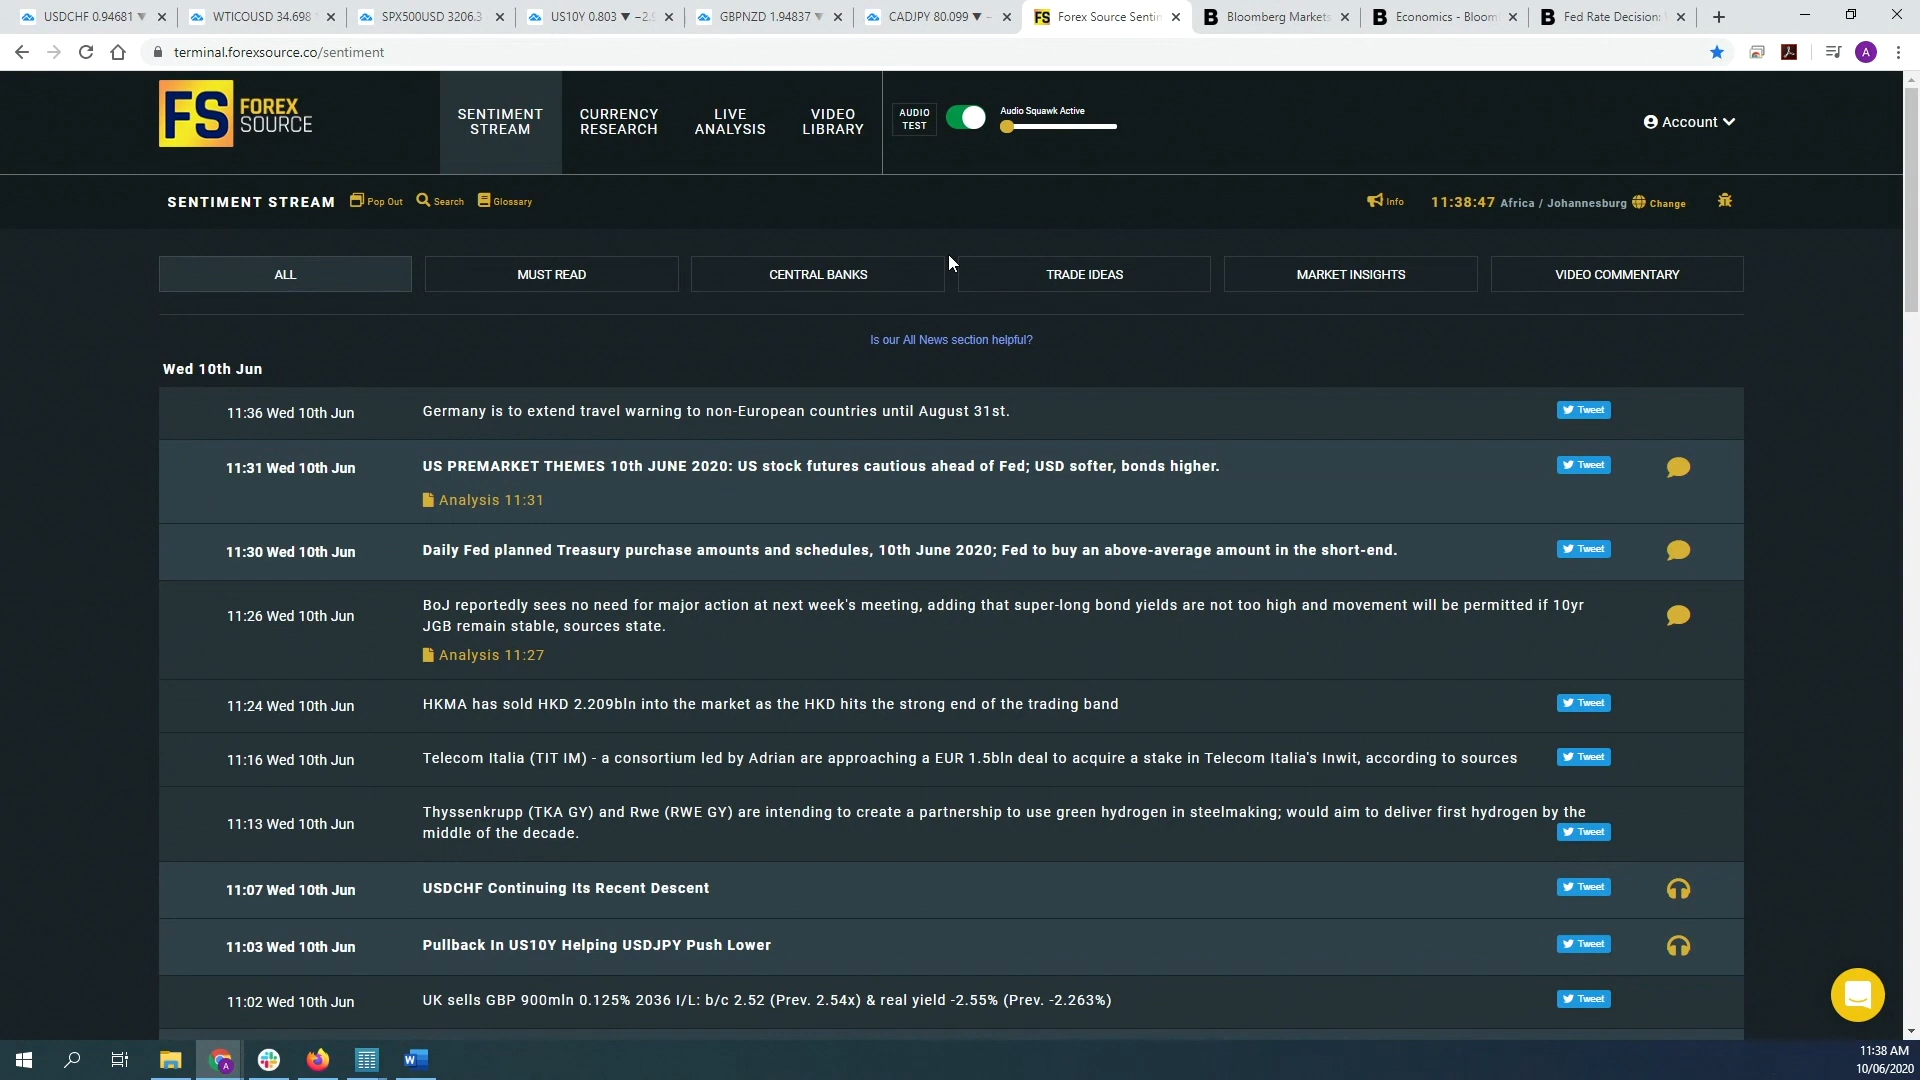 USDCHF 0.94681 ▼
WTICOUSD 34.698
SPX500USD 3206.3
US10Y 0.803 ▼ −2.
GBPNZD 1.94837 ▼
CADJPY 80.099 ▼ −
Forex Source Sentim
Bloomberg Markets
Economics - Bloom
Fed Rate Decision:
terminal.forexsource.co/sentiment
A
FS FOREX SOURCE
SENTIMENT STREAM
CURRENCY RESEARCH
LIVE ANALYSIS
VIDEO LIBRARY
AUDIO TEST
Audio Squawk Active
Account
SENTIMENT STREAM
Pop Out
Search
Glossary
Info
11:38:47 Africa / Johannesburg
Change
ALL
MUST READ
CENTRAL BANKS
TRADE IDEAS
MARKET INSIGHTS
VIDEO COMMENTARY
Is our All News section helpful?
Wed 10th Jun
11:36 Wed 10th Jun
Germany is to extend travel warning to non-European countries until August 31st.
Tweet
11:31 Wed 10th Jun
US PREMARKET THEMES 10th JUNE 2020: US stock futures cautious ahead of Fed; USD softer, bonds higher.
Tweet
Analysis 11:31
11:30 Wed 10th Jun
Daily Fed planned Treasury purchase amounts and schedules, 10th June 2020; Fed to buy an above-average amount in the short-end.
Tweet
11:26 Wed 10th Jun
BoJ reportedly sees no need for major action at next week's meeting, adding that super-long bond yields are not too high and movement will be permitted if 10yr
JGB remain stable, sources state.
Analysis 11:27
11:24 Wed 10th Jun
HKMA has sold HKD 2.209bln into the market as the HKD hits the strong end of the trading band
Tweet
11:16 Wed 10th Jun
Telecom Italia (TIT IM) - a consortium led by Adrian are approaching a EUR 1.5bln deal to acquire a stake in Telecom Italia's Inwit, according to sources
Tweet
11:13 Wed 10th Jun
Thyssenkrupp (TKA GY) and Rwe (RWE GY) are intending to create a partnership to use green hydrogen in steelmaking; would aim to deliver first hydrogen by the
middle of the decade.
Tweet
11:07 Wed 10th Jun
USDCHF Continuing Its Recent Descent
Tweet
11:03 Wed 10th Jun
Pullback In US10Y Helping USDJPY Push Lower
Tweet
11:02 Wed 10th Jun
UK sells GBP 900mln 0.125% 2036 I/L: b/c 2.52 (Prev. 2.54x) & real yield -2.55% (Prev. -2.263%)
Tweet
11:38 AM
10/06/2020